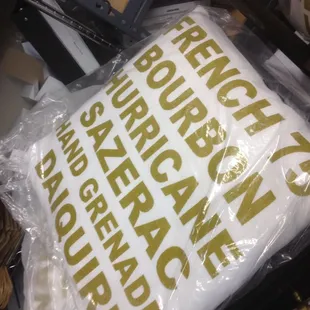 FRENCH 75
BOURBON
HURRICANE
SAZERAC
HAND GRENADE
DAIQUIRI